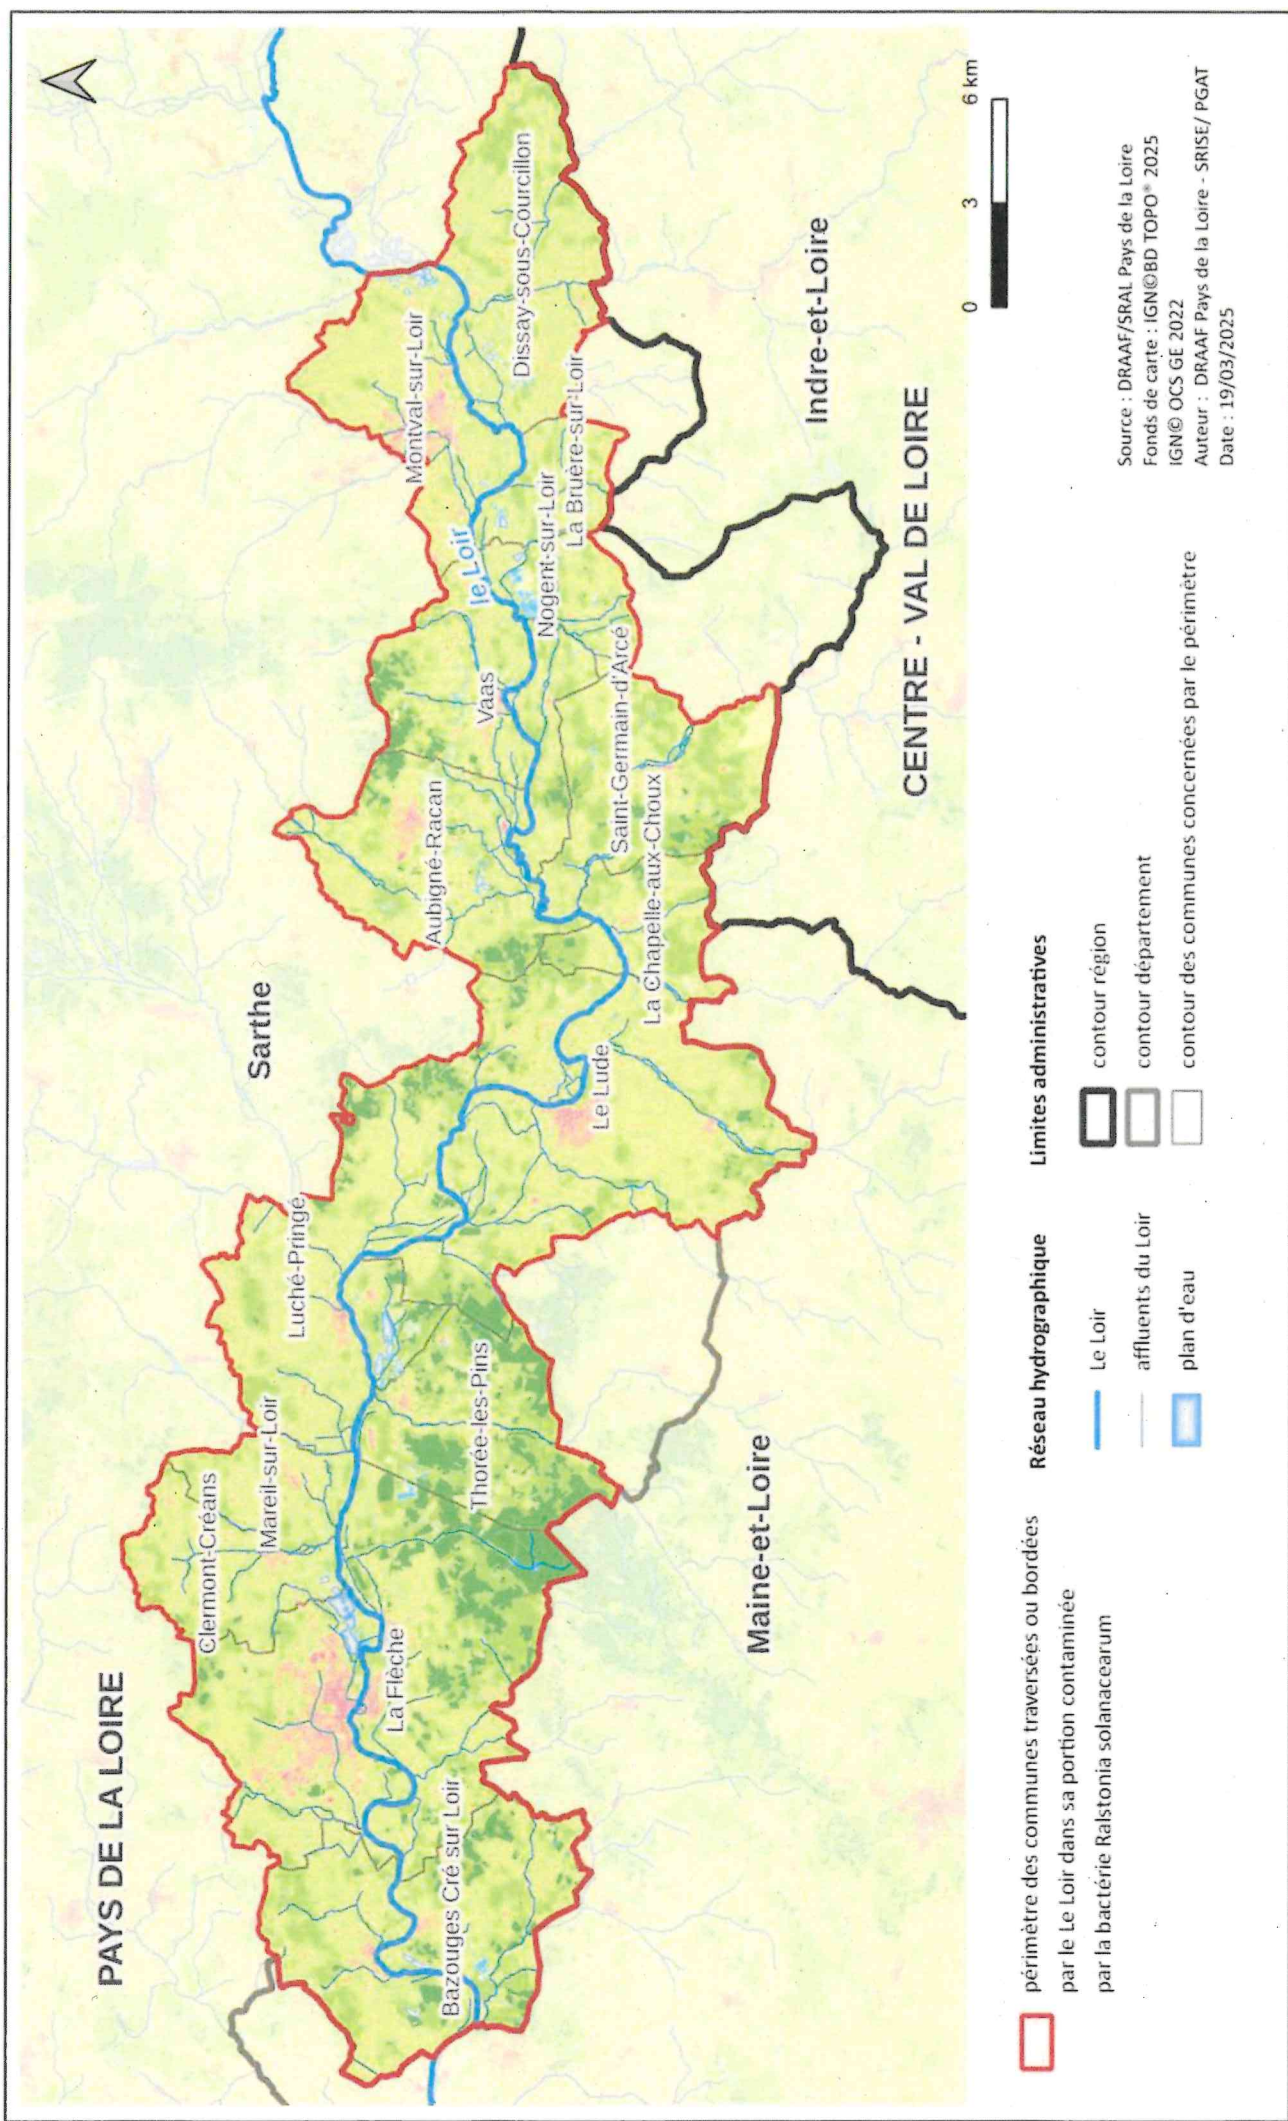 PAYS DE LA LOIRE
Sarthe
Clermont-Créans
Mareil-sur-Loir
Luché-Pringé
La Flèche
Bazouges Cré sur Loir
Thorée-les-Pins
Le Lude
Aubigné-Racan
Vaas
le Loir
Montval-sur-Loir
Nogent-sur-Loir
La Bruère-sur-Loir
Dissay-sous-Courcillon
Saint-Germain-d'Arcé
La Chapelle-aux-Choux
Maine-et-Loire
Indre-et-Loire
CENTRE - VAL DE LOIRE
0 3 6 km
périmètre des communes traversées ou bordées
par le Le Loir dans sa portion contaminée
par la bactérie Ralstonia solanacearum
Réseau hydrographique
Le Loir
affluents du Loir
plan d'eau
Limites administratives
contour région
contour département
contour des communes concernées par le périmètre
Source : DRAAF/SRAL Pays de la Loire
Fonds de carte : IGN©BD TOPO® 2025
IGN© OCS GE 2022
Auteur : DRAAF Pays de la Loire - SRISE/ PGAT
Date : 19/03/2025